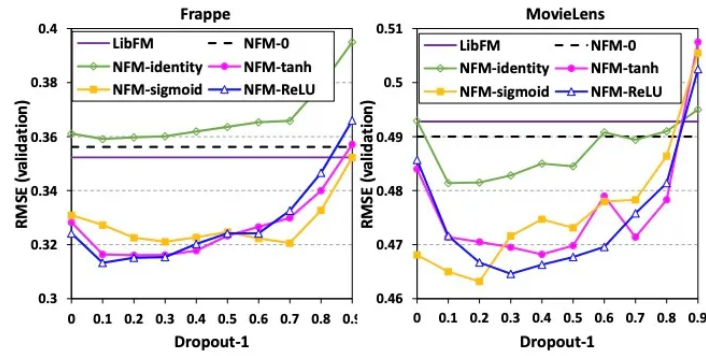 Frappe
0.4
0.38
0.36
0.34
0.32
0.3
RMSE (validation)
LibFM
NFM-0
NFM-identity
NFM-tanh
NFM-sigmoid
NFM-ReLU
0 0.1 0.2 0.3 0.4 0.5 0.6 0.7 0.8
Dropout-1
MovieLens
0.51
0.5
0.49
0.48
0.47
0.46
RMSE (validation)
LibFM
NFM-0
NFM-identity
NFM-tanh
NFM-sigmoid
NFM-ReLU
0 0.1 0.2 0.3 0.4 0.5 0.6 0.7 0.8 0.9
Dropout-1